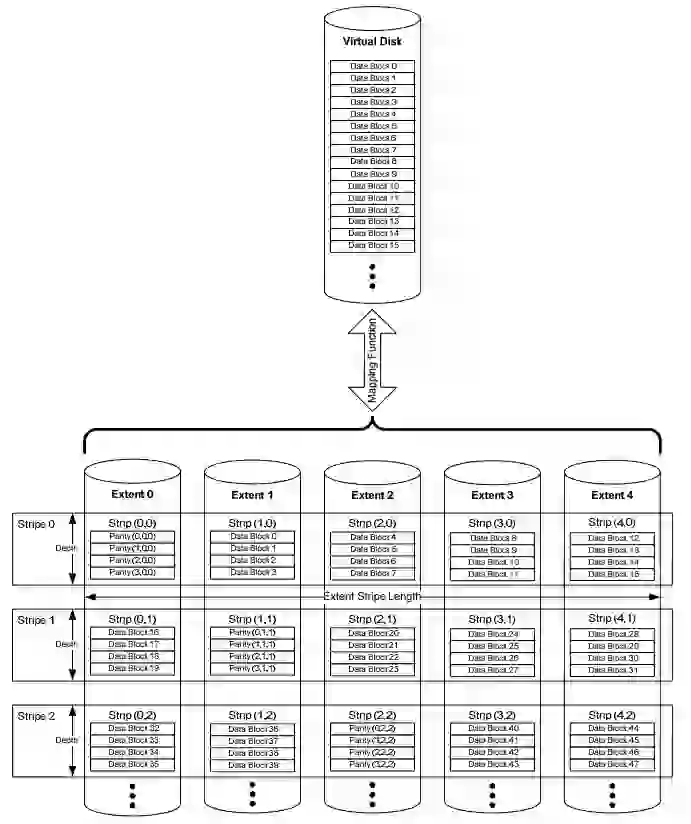 Virtual Disk
Data Block 0
Data Block 1
Data Block 2
Data Block 3
Data Block 4
Data Block 5
Data Block 6
Data Block 7
Data Block 8
Data Block 9
Data Block 10
Data Block 11
Data Block 12
Data Block 13
Data Block 14
Data Block 15
Mapping Function
Extent 0 Extent 1 Extent 2 Extent 3 Extent 4
Stripe 0 Strip (0,0) Strip (1,0) Strip (2,0) Strip (3,0) Strip (4,0)
Parity (0,0,0) Data Block 0 Data Block 4 Data Block 8 Data Block 12
Depth Parity (1,0,0) Data Block 1 Data Block 5 Data Block 9 Data Block 13
Parity (2,0,0) Data Block 2 Data Block 6 Data Block 10 Data Block 14
Parity (3,0,0) Data Block 3 Data Block 7 Data Block 11 Data Block 15
Extent Stripe Length
Stripe 1 Strip (0,1) Strip (1,1) Strip (2,1) Strip (3,1) Strip (4,1)
Data Block 16 Parity (0,1,1) Data Block 20 Data Block 24 Data Block 28
Depth Data Block 17 Parity (1,1,1) Data Block 21 Data Block 25 Data Block 29
Data Block 18 Parity (2,1,1) Data Block 22 Data Block 26 Data Block 30
Data Block 19 Parity (3,1,1) Data Block 23 Data Block 27 Data Block 31
Stripe 2 Strip (0,2) Strip (1,2) Strip (2,2) Strip (3,2) Strip (4,2)
Data Block 32 Data Block 36 Parity (0,2,2) Data Block 40 Data Block 44
Depth Data Block 33 Data Block 37 Parity (1,2,2) Data Block 41 Data Block 45
Data Block 34 Data Block 38 Parity (2,2,2) Data Block 42 Data Block 46
Data Block 35 Data Block 39 Parity (3,2,2) Data Block 43 Data Block 47